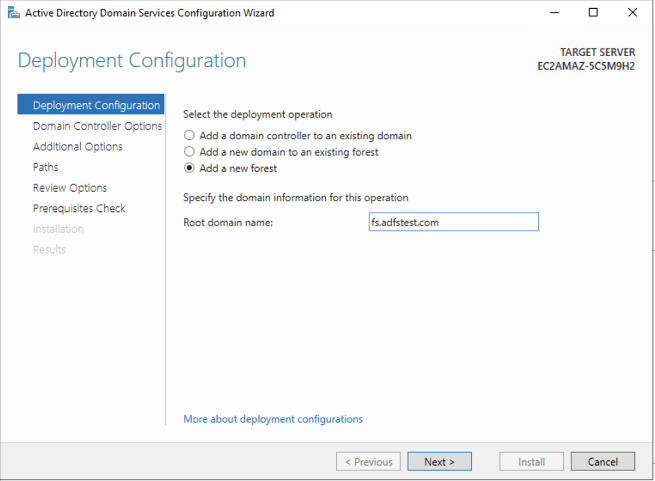 Active Directory Domain Services Configuration Wizard
Deployment Configuration
TARGET SERVER
EC2AMAZ-5C5M9H2
Deployment Configuration
Domain Controller Options
Additional Options
Paths
Review Options
Prerequisites Check
Installation
Results
Select the deployment operation
Add a domain controller to an existing domain
Add a new domain to an existing forest
Add a new forest
Specify the domain information for this operation
Root domain name:
fs.adfstest.com
More about deployment configurations
< Previous
Next >
Install
Cancel